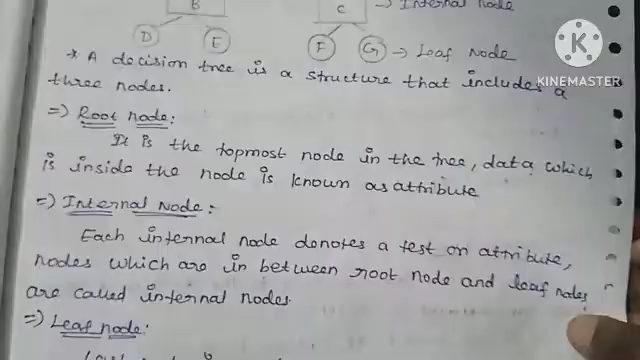 B
C -> Internal node
D E
F G -> Leaf Node
* A decision tree is a structure that includes a
three nodes.
KINEMASTER
=> Root node:
It is the topmost node in the tree, data which
is inside the node is known as attribute
=> Internal Node:
Each internal node denotes a test on attribute,
nodes which are in between root node and leaf nodes
are called internal nodes.
=> Leaf node: